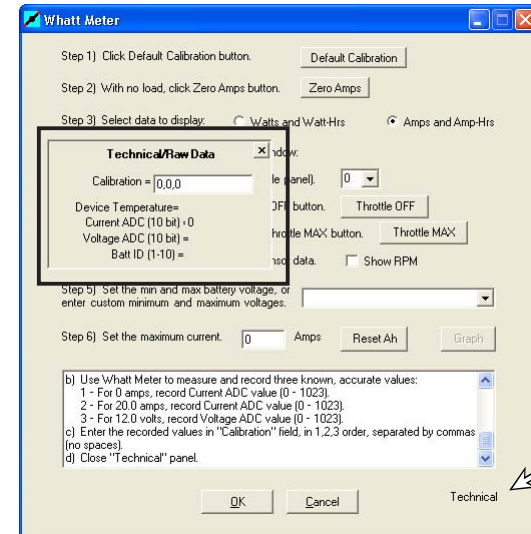 Whatt Meter
Step 1) Click Default Calibration button. Default Calibration
Step 2) With no load, click Zero Amps button. Zero Amps
Step 3) Select data to display: Watts and Watt-Hrs Amps and Amp-Hrs
Technical/Raw Data
ndow:
Calibration = 0,0,0
le panel). 0
Device Temperature=
OFF button. Throttle OFF
Current ADC (10 bit) = 0
Voltage ADC (10 bit) =
hrottle MAX button. Throttle MAX
Batt ID (1-10) =
nsor data. Show RPM
Step 5) Set the min and max battery voltage, or
enter custom minimum and maximum voltages.
Step 6) Set the maximum current. 0 Amps Reset Ah Graph
b) Use Whatt Meter to measure and record three known, accurate values:
1 - For 0 amps, record Current ADC value (0 - 1023).
2 - For 20.0 amps, record Current ADC value (0 - 1023).
3 - For 12.0 volts, record Voltage ADC value (0 - 1023).
c) Enter the recorded values in "Calibration" field, in 1,2,3 order, separated by commas
(no spaces).
d) Close "Technical" panel.
OK Cancel Technical